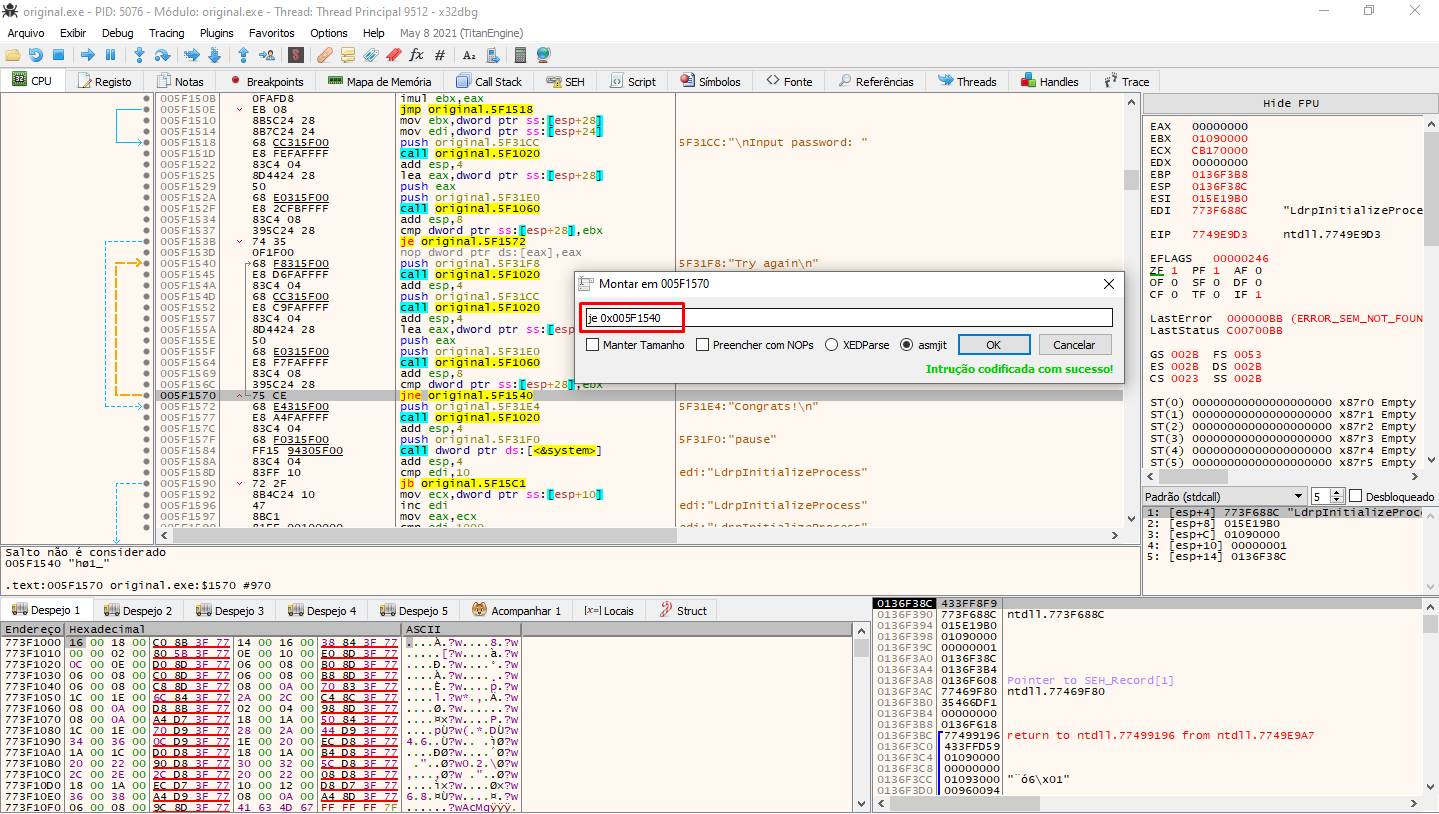 original.exe - PID: 5076 - Módulo: original.exe - Thread: Thread Principal 9512 - x32dbg
Arquivo Exibir Debug Tracing Plugins Favoritos Options Help May 8 2021 (TitanEngine)
CPU Registo Notas Breakpoints Mapa de Memória Call Stack SEH Script Símbolos Fonte Referências Threads Handles Trace
005F150B 0FAFD8 imul ebx,eax
005F150E EB 08 jmp original.5F1518
005F1510 8B5C24 28 mov ebx,dword ptr ss:[esp+28]
005F1514 8B7C24 24 mov edi,dword ptr ss:[esp+24]
005F1518 68 CC315F00 push original.5F31CC 5F31CC:"\nInput password: "
005F151D E8 FEFAFFFF call original.5F1020
005F1522 83C4 04 add esp,4
005F1525 8D4424 28 lea eax,dword ptr ss:[esp+28]
005F1529 50 push eax
005F152A 68 E0315F00 push original.5F31E0
005F152F E8 2CFBFFFF call original.5F1060
005F1534 83C4 08 add esp,8
005F1537 395C24 28 cmp dword ptr ss:[esp+28],ebx
005F153B 74 35 je original.5F1572
005F153D 0F1F00 nop dword ptr ds:[eax],eax
005F1540 68 F8315F00 push original.5F31F8 5F31F8:"Try again\n"
005F1545 E8 D6FAFFFF call original.5F1020
005F154A 83C4 04 add esp,4
005F154D 68 CC315F00 push original.5F31CC
005F1552 E8 C9FAFFFF call original.5F1020
005F1557 83C4 04 add esp,4
005F155A 8D4424 28 lea eax,dword ptr ss:[esp
005F155E 50 push eax
005F155F 68 E0315F00 push original.5F31E0
005F1564 E8 F7FAFFFF call original.5F1060
005F1569 83C4 08 add esp,8
005F156C 395C24 28 cmp dword ptr ss:[esp+28],ebx
005F1570 75 CE jne original.5F1540
005F1572 68 E4315F00 push original.5F31E4 5F31E4:"Congrats!\n"
005F1577 E8 A4FAFFFF call original.5F1020
005F157C 83C4 04 add esp,4
005F157F 68 F0315F00 push original.5F31F0 5F31F0:"pause"
005F1584 FF15 94305F00 call dword ptr ds:[<&system>]
005F158A 83C4 04 add esp,4
005F158D 83FF 10 cmp edi,10 edi:"LdrpInitializeProcess"
005F1590 72 2F jb original.5F15C1
005F1592 8B4C24 10 mov ecx,dword ptr ss:[esp+10]
005F1596 47 inc edi edi:"LdrpInitializeProcess"
005F1597 8BC1 mov eax,ecx
005F1599 81FF 00100000 cmp edi,1000 edi:"LdrpInitializeProcess"
Montar em 005F1570
je 0x005F1540
Manter Tamanho Preencher com NOPs XEDParse asmjit OK Cancelar
Intrução codificada com sucesso!
Hide FPU
EAX 00000000
EBX 01090000
ECX CB170000
EDX 00000000
EBP 0136F3B8
ESP 0136F38C
ESI 015E19B0
EDI 773F688C "LdrpInitializeProce
EIP 7749E9D3 ntdll.7749E9D3
EFLAGS 00000246
ZF 1 PF 1 AF 0
OF 0 SF 0 DF 0
CF 0 TF 0 IF 1
LastError 000000BB (ERROR_SEM_NOT_FOUN
LastStatus C00700BB
GS 002B FS 0053
ES 002B DS 002B
CS 0023 SS 002B
ST(0) 00000000000000000000 x87r0 Empty
ST(1) 00000000000000000000 x87r1 Empty
ST(2) 00000000000000000000 x87r2 Empty
ST(3) 00000000000000000000 x87r3 Empty
ST(4) 00000000000000000000 x87r4 Empty
ST(5) 00000000000000000000 x87r5 Empty
Padrão (stdcall) 5 Desbloqueado
1: [esp+4] 773F688C "LdrpInitializeProce
2: [esp+8] 015E19B0
3: [esp+C] 01090000
4: [esp+10] 00000001
5: [esp+14] 0136F38C
Salto não é considerado
005F1540 "hø1_"
.text:005F1570 original.exe:$1570 #970
Despejo 1 Despejo 2 Despejo 3 Despejo 4 Despejo 5 Acompanhar 1 [x=] Locais Struct
Endereço Hexadecimal ASCII
773F1000 16 00 18 00 C0 8B 3F 77 14 00 16 00 38 84 3F 77 ....À.?w....8.?w
773F1010 00 00 02 00 80 5B 3F 77 0E 00 10 00 E0 8D 3F 77 .....[?w....à.?w
773F1020 0C 00 0E 00 D0 8D 3F 77 06 00 08 00 B0 8D 3F 77 ....Ð.?w....°.?w
773F1030 06 00 08 00 C0 8D 3F 77 06 00 08 00 B8 8D 3F 77 ....À.?w....¸.?w
773F1040 06 00 08 00 C8 8D 3F 77 08 00 0A 00 70 83 3F 77 ....È.?w....p.?w
773F1050 1C 00 1E 00 6C 84 3F 77 2A 00 2C 00 C4 8C 3F 77 ....l.?w*.,.Ä.?w
773F1060 08 00 0A 00 D8 8B 3F 77 02 00 04 00 98 8D 3F 77 ....Ø.?w......?w
773F1070 08 00 0A 00 A4 D7 3F 77 18 00 1A 00 50 84 3F 77 ....¤×?w....P.?w
773F1080 1C 00 1E 00 70 D9 3F 77 28 00 2A 00 44 D9 3F 77 ....pÙ?w(.*.DÙ?w
773F1090 34 00 36 00 0C D9 3F 77 1E 00 20 00 EC D8 3F 77 4.6..Ù?w.. .ìØ?w
773F10A0 1A 00 1C 00 D0 D8 3F 77 18 00 1A 00 B4 D8 3F 77 ....ÐØ?w....´Ø?w
773F10B0 20 00 22 00 90 D8 3F 77 30 00 32 00 5C D8 3F 77  ."..Ø?w0.2.\Ø?w
773F10C0 2C 00 2E 00 2C D8 3F 77 20 00 22 00 08 D8 3F 77 ,...,Ø?w ."..Ø?w
773F10D0 18 00 1A 00 EC D7 3F 77 10 00 12 00 D8 D7 3F 77 ....ì×?w....Ø×?w
773F10E0 36 00 38 00 A4 D9 3F 77 08 00 0A 00 A4 8D 3F 77 6.8.¤Ù?w....¤.?w
773F10F0 06 00 08 00 9C 8D 3F 77 41 63 4D 67 FF FF FF 7F ......?wAcMgÿÿÿ.
0136F38C 433FF8F9
0136F390 773F688C ntdll.773F688C
0136F394 015E19B0
0136F398 01090000
0136F39C 00000001
0136F3A0 0136F38C
0136F3A4 0136F3B4
0136F3A8 0136F608 Pointer to SEH_Record[1]
0136F3AC 77469F80 ntdll.77469F80
0136F3B0 35466DF1
0136F3B4 00000000
0136F3B8 0136F618
0136F3BC 77499196 return to ntdll.77499196 from ntdll.7749E9A7
0136F3C0 433FFD59
0136F3C4 01090000
0136F3C8 00000000
0136F3CC 01093000 "¨ó6\x01"
0136F3D0 00960094